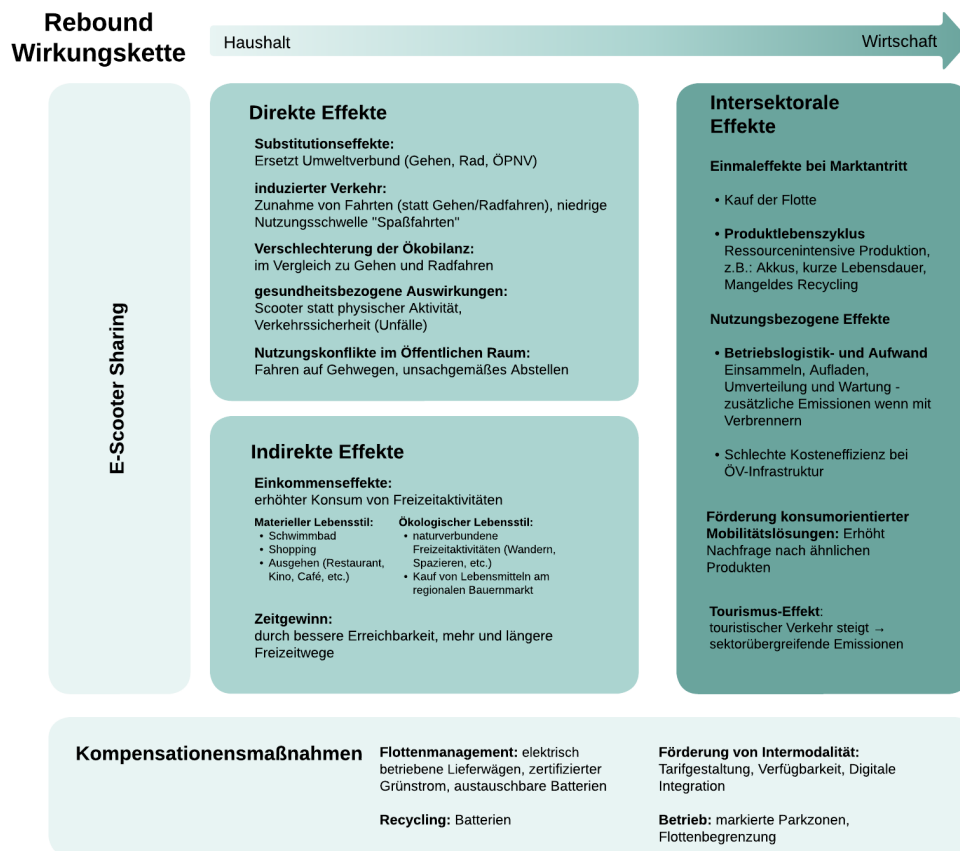 Rebound
Wirkungskette
Haushalt
Wirtschaft
E-Scooter Sharing
Direkte Effekte
Substitutionseffekte:
Ersetzt Umweltverbund (Gehen, Rad, ÖPNV)
induzierter Verkehr:
Zunahme von Fahrten (statt Gehen/Radfahren), niedrige
Nutzungsschwelle "Spaßfahrten"
Verschlechterung der Ökobilanz:
im Vergleich zu Gehen und Radfahren
gesundheitsbezogene Auswirkungen:
Scooter statt physischer Aktivität,
Verkehrssicherheit (Unfälle)
Nutzungskonflikte im Öffentlichen Raum:
Fahren auf Gehwegen, unsachgemäßes Abstellen
Indirekte Effekte
Einkommenseffekte:
erhöhter Konsum von Freizeitaktivitäten
Materieller Lebensstil:
• Schwimmbad
• Shopping
• Ausgehen (Restaurant,
Kino, Café, etc.)
Ökologischer Lebensstil:
• naturverbundene
Freizeitaktivitäten (Wandern,
Spazieren, etc.)
• Kauf von Lebensmitteln am
regionalen Bauernmarkt
Zeitgewinn:
durch bessere Erreichbarkeit, mehr und längere
Freizeitwege
Intersektorale
Effekte
Einmaleffekte bei Marktantritt
• Kauf der Flotte
• Produktlebenszyklus
Ressourcenintensive Produktion,
z.B.: Akkus, kurze Lebensdauer,
Mangeldes Recycling
Nutzungsbezogene Effekte
• Betriebslogistik- und Aufwand
Einsammeln, Aufladen,
Umverteilung und Wartung -
zusätzliche Emissionen wenn mit
Verbrennern
• Schlechte Kosteneffizienz bei
ÖV-Infrastruktur
Förderung konsumorientierter
Mobilitätslösungen: Erhöht
Nachfrage nach ähnlichen
Produkten
Tourismus-Effekt:
touristischer Verkehr steigt →
sektorübergreifende Emissionen
Kompensationensmaßnahmen
Flottenmanagement: elektrisch
betriebene Lieferwägen, zertifizierter
Grünstrom, austauschbare Batterien
Recycling: Batterien
Förderung von Intermodalität:
Tarifgestaltung, Verfügbarkeit, Digitale
Integration
Betrieb: markierte Parkzonen,
Flottenbegrenzung